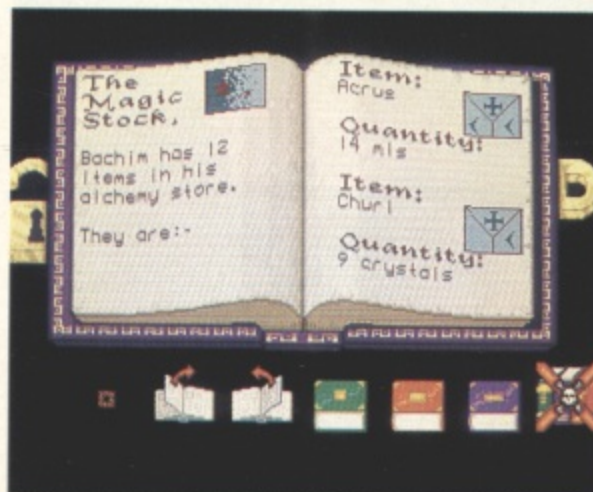 The
Magic
Stock.
Bachim has 12
items in his
alchemy store.
They are:-
Item:
Acrus
Quantity:
14 mls
Item:
Churi
Quantity:
9 crystals